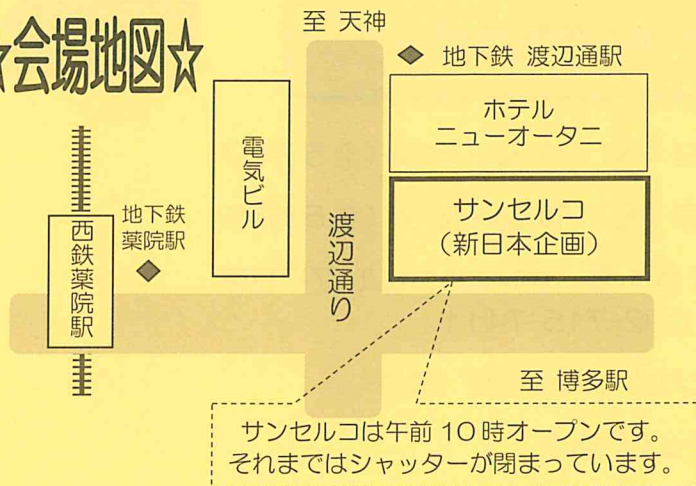 ☆会場地図☆
至 天神
地下鉄 渡辺通駅
ホテル
ニューオータニ
電気ビル
サンセルコ
（新日本企画）
地下鉄
薬院駅
西鉄薬院駅
渡辺通り
至 博多駅
サンセルコは午前 10 時オープンです。
それまではシャッターが閉まっています。